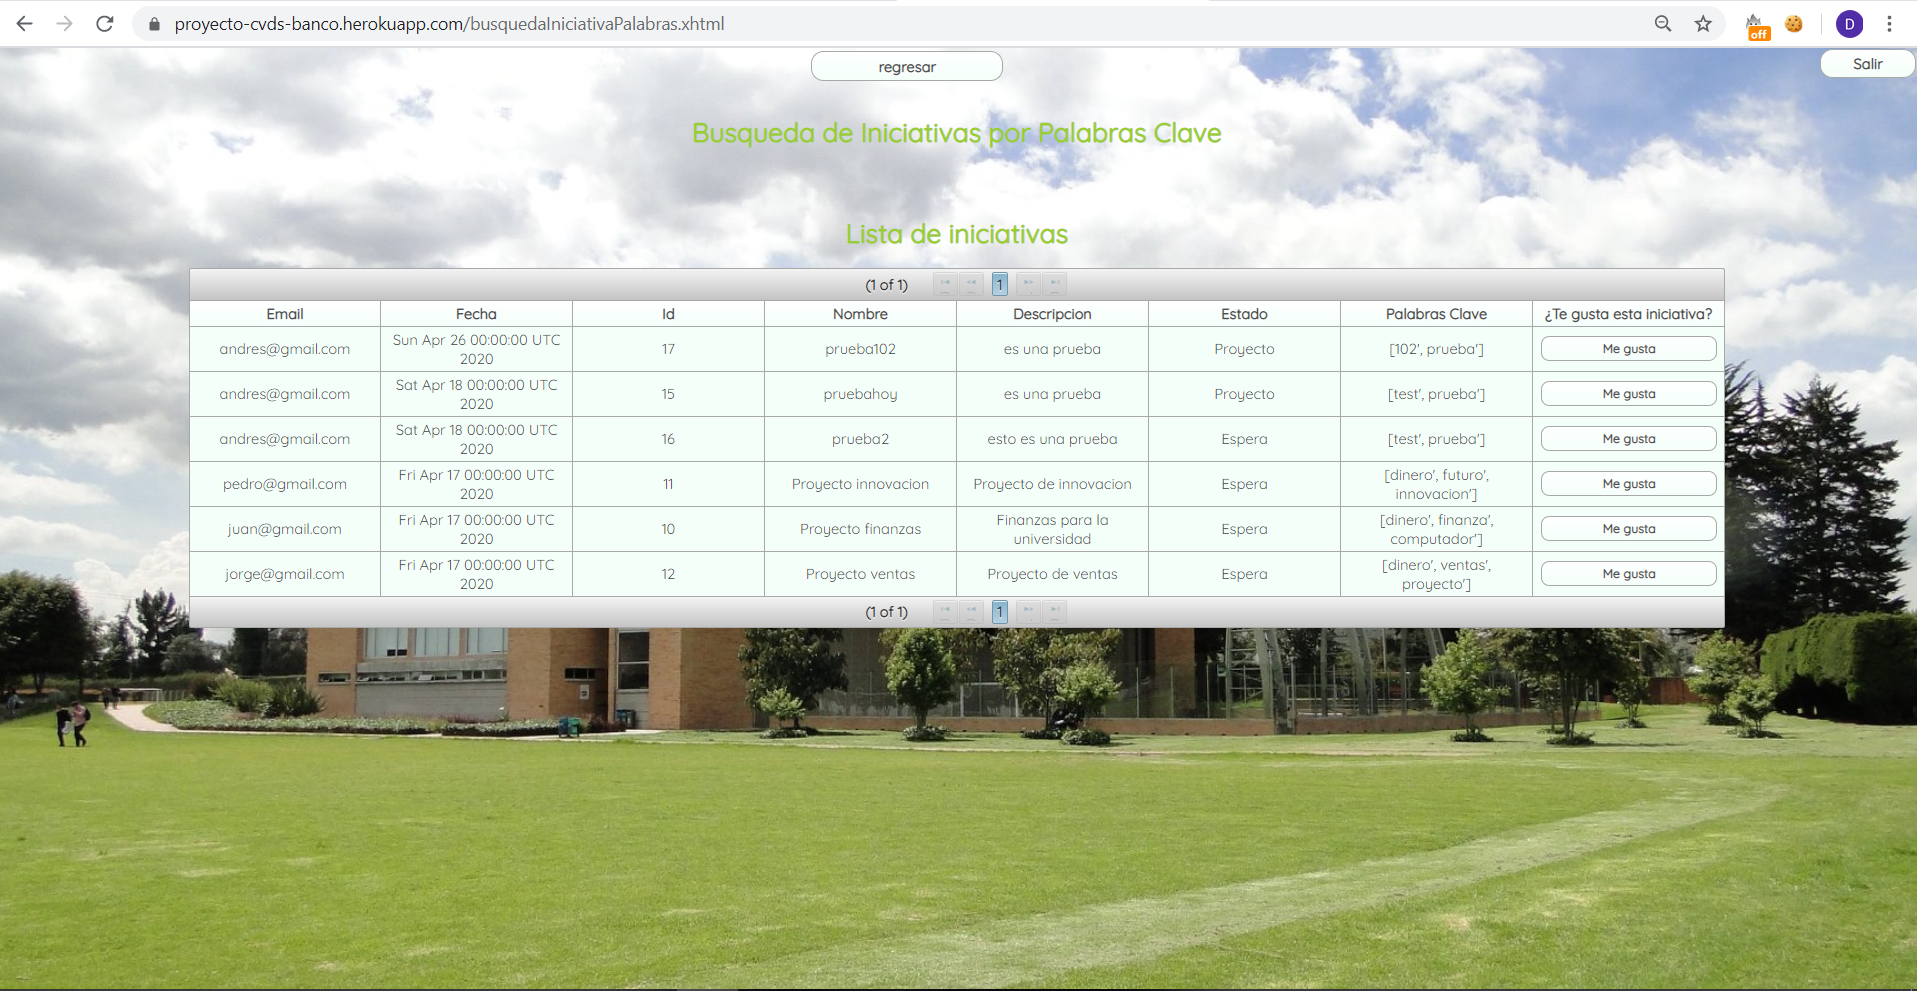 proyecto-cvds-banco.herokuapp.com/busquedaIniciativaPalabras.xhtml
off
D
regresar
Salir
Busqueda de Iniciativas por Palabras Clave
Lista de iniciativas
(1 of 1) 1
Email Fecha Id Nombre Descripcion Estado Palabras Clave ¿Te gusta esta iniciativa?
andres@gmail.com Sun Apr 26 00:00:00 UTC 17 prueba102 es una prueba Proyecto [102', prueba'] Me gusta
2020
andres@gmail.com Sat Apr 18 00:00:00 UTC 15 pruebahoy es una prueba Proyecto [test', prueba'] Me gusta
2020
andres@gmail.com Sat Apr 18 00:00:00 UTC 16 prueba2 esto es una prueba Espera [test', prueba'] Me gusta
2020
pedro@gmail.com Fri Apr 17 00:00:00 UTC 11 Proyecto innovacion Proyecto de innovacion Espera [dinero', futuro', Me gusta
2020 innovacion']
juan@gmail.com Fri Apr 17 00:00:00 UTC 10 Proyecto finanzas Finanzas para la Espera [dinero', finanza', Me gusta
2020 universidad computador']
jorge@gmail.com Fri Apr 17 00:00:00 UTC 12 Proyecto ventas Proyecto de ventas Espera [dinero', ventas', Me gusta
2020 proyecto']
(1 of 1) 1